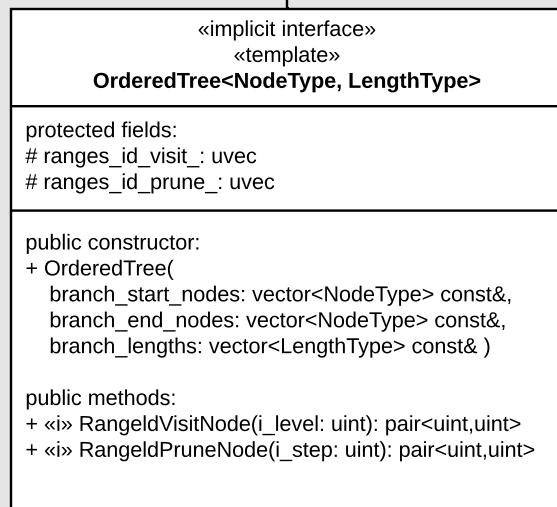 «implicit interface»
«template»
OrderedTree<NodeType, LengthType>
protected fields:
# ranges_id_visit_: uvec
# ranges_id_prune_: uvec
public constructor:
+ OrderedTree(
branch_start_nodes: vector<NodeType> const&,
branch_end_nodes: vector<NodeType> const&,
branch_lengths: vector<LengthType> const& )
public methods:
+ «i» RangeIdVisitNode(i_level: uint): pair<uint,uint>
+ «i» RangeIdPruneNode(i_step: uint): pair<uint,uint>